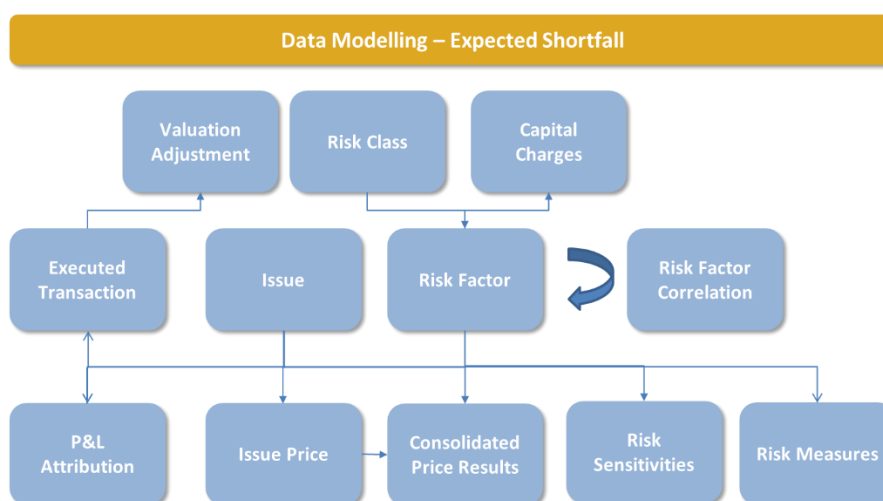 Data Modelling – Expected Shortfall
Valuation
Adjustment
Risk Class
Capital
Charges
Executed
Transaction
Issue
Risk Factor
Risk Factor
Correlation
P&L
Attribution
Issue Price
Consolidated
Price Results
Risk
Sensitivities
Risk Measures